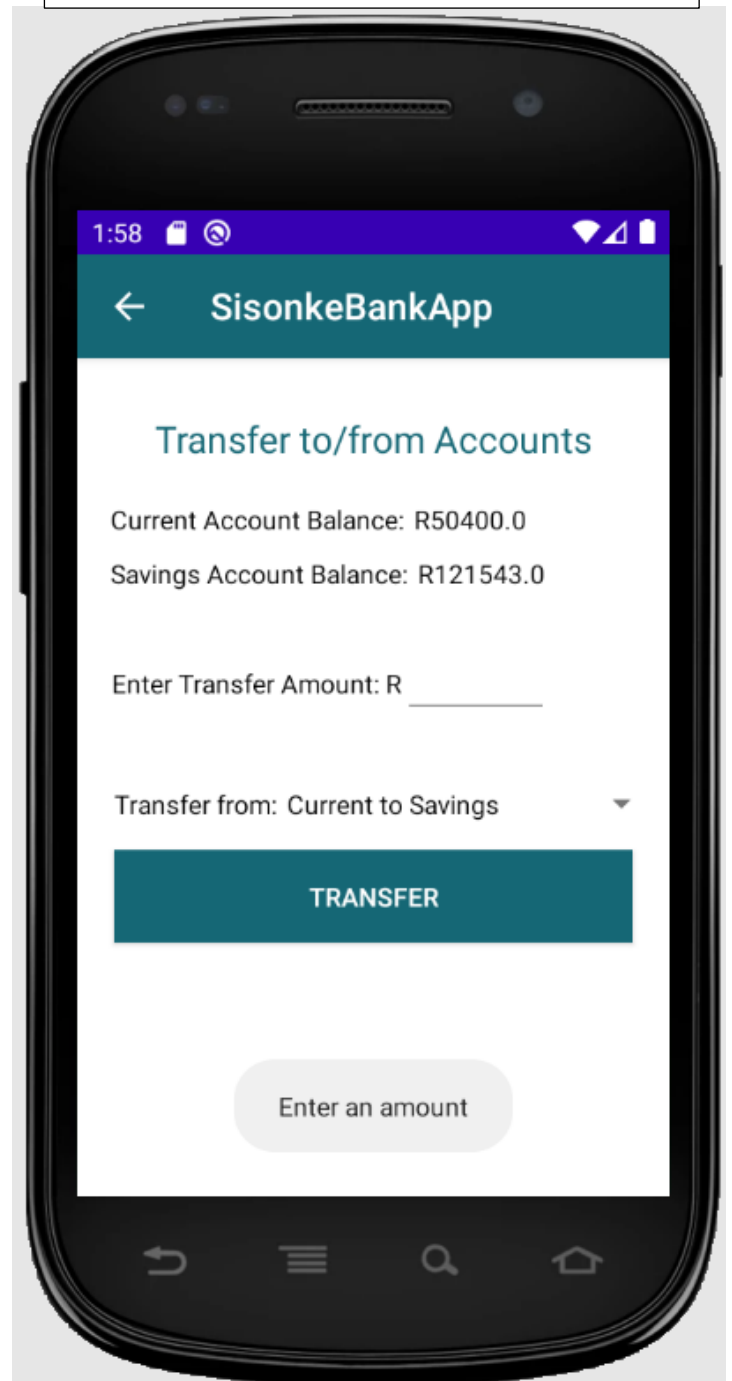 1:58
SisonkeBankApp
Transfer to/from Accounts
Current Account Balance: R50400.0
Savings Account Balance: R121543.0
Enter Transfer Amount: R
Transfer from: Current to Savings
TRANSFER
Enter an amount